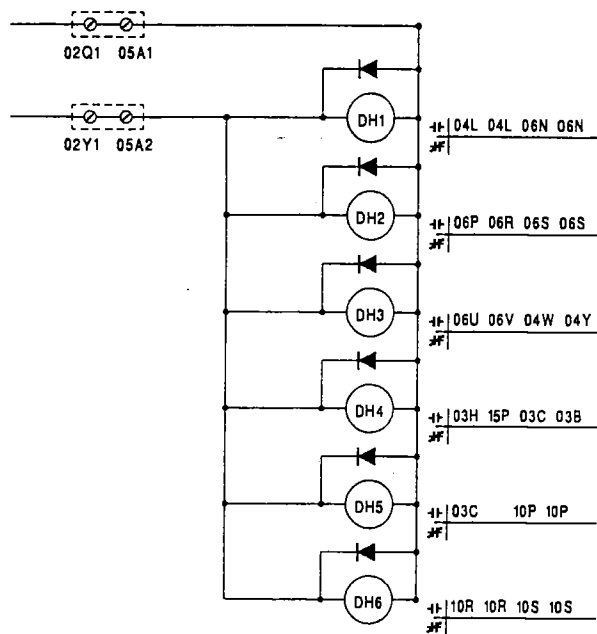 02Q1 05A1
02Y1 05A2
DH1
04L 04L 06N 06N
DH2
06P 06R 06S 06S
DH3
06U 06V 04W 04Y
DH4
03H 15P 03C 03B
DH5
03C 10P 10P
DH6
10R 10R 10S 10S